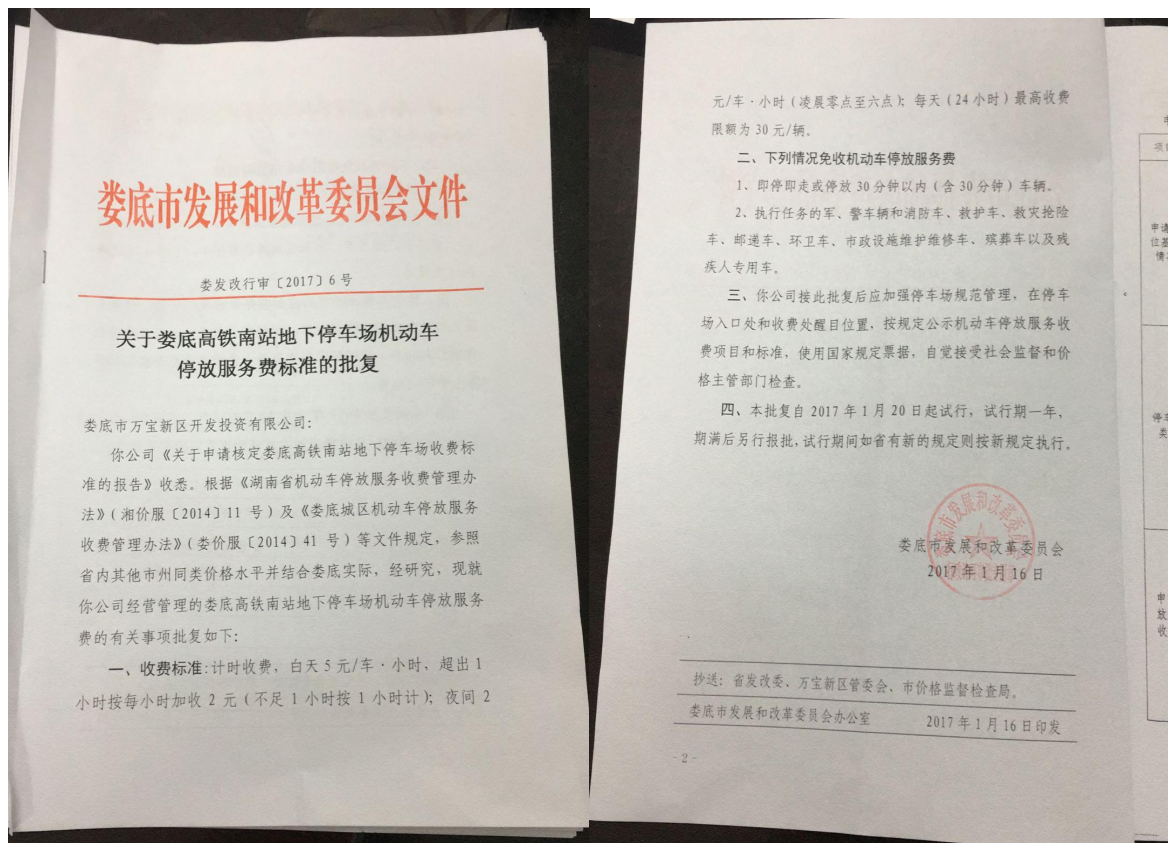 娄底市发展和改革委员会文件
娄发改行审〔2017〕6号
关于娄底高铁南站地下停车场机动车
停放服务费标准的批复
娄底市万宝新区开发投资有限公司：
你公司《关于申请核定娄底高铁南站地下停车场收费标
准的报告》收悉。根据《湖南省机动车停放服务收费管理办
法》（湘价服〔2014〕11 号）及《娄底城区机动车停放服务
收费管理办法》（娄价服〔2014〕41 号）等文件规定，参照
省内其他市州同类价格水平并结合娄底实际，经研究，现就
你公司经营管理的娄底高铁南站地下停车场机动车停放服务
费的有关事项批复如下：
一、收费标准：计时收费，白天5元/车·小时，超出1
小时按每小时加收2元（不足1小时按1小时计）；夜间2
元/车·小时（凌晨零点至六点）；每天（24小时）最高收费
限额为30元/辆。
二、下列情况免收机动车停放服务费
1、即停即走或停放30分钟以内（含30分钟）车辆。
2、执行任务的军、警车辆和消防车、救护车、救灾抢险
车、邮递车、环卫车、市政设施维护维修车、殡葬车以及残
疾人专用车。
三、你公司接此批复后应加强停车场规范管理，在停车
场入口处和收费处醒目位置，按规定公示机动车停放服务收
费项目和标准，使用国家规定票据，自觉接受社会监督和价
格主管部门检查。
四、本批复自2017年1月20日起试行，试行期一年，
期满后另行报批，试行期间如省有新的规定则按新规定执行。
娄底市发展和改革委员会
娄底市发展和改革委员会
2017年1月16日
抄送：省发改委、万宝新区管委会、市价格监督检查局。
娄底市发展和改革委员会办公室 2017年1月16日印发
-2-
申请
位基
情
停车
类
申
放
收